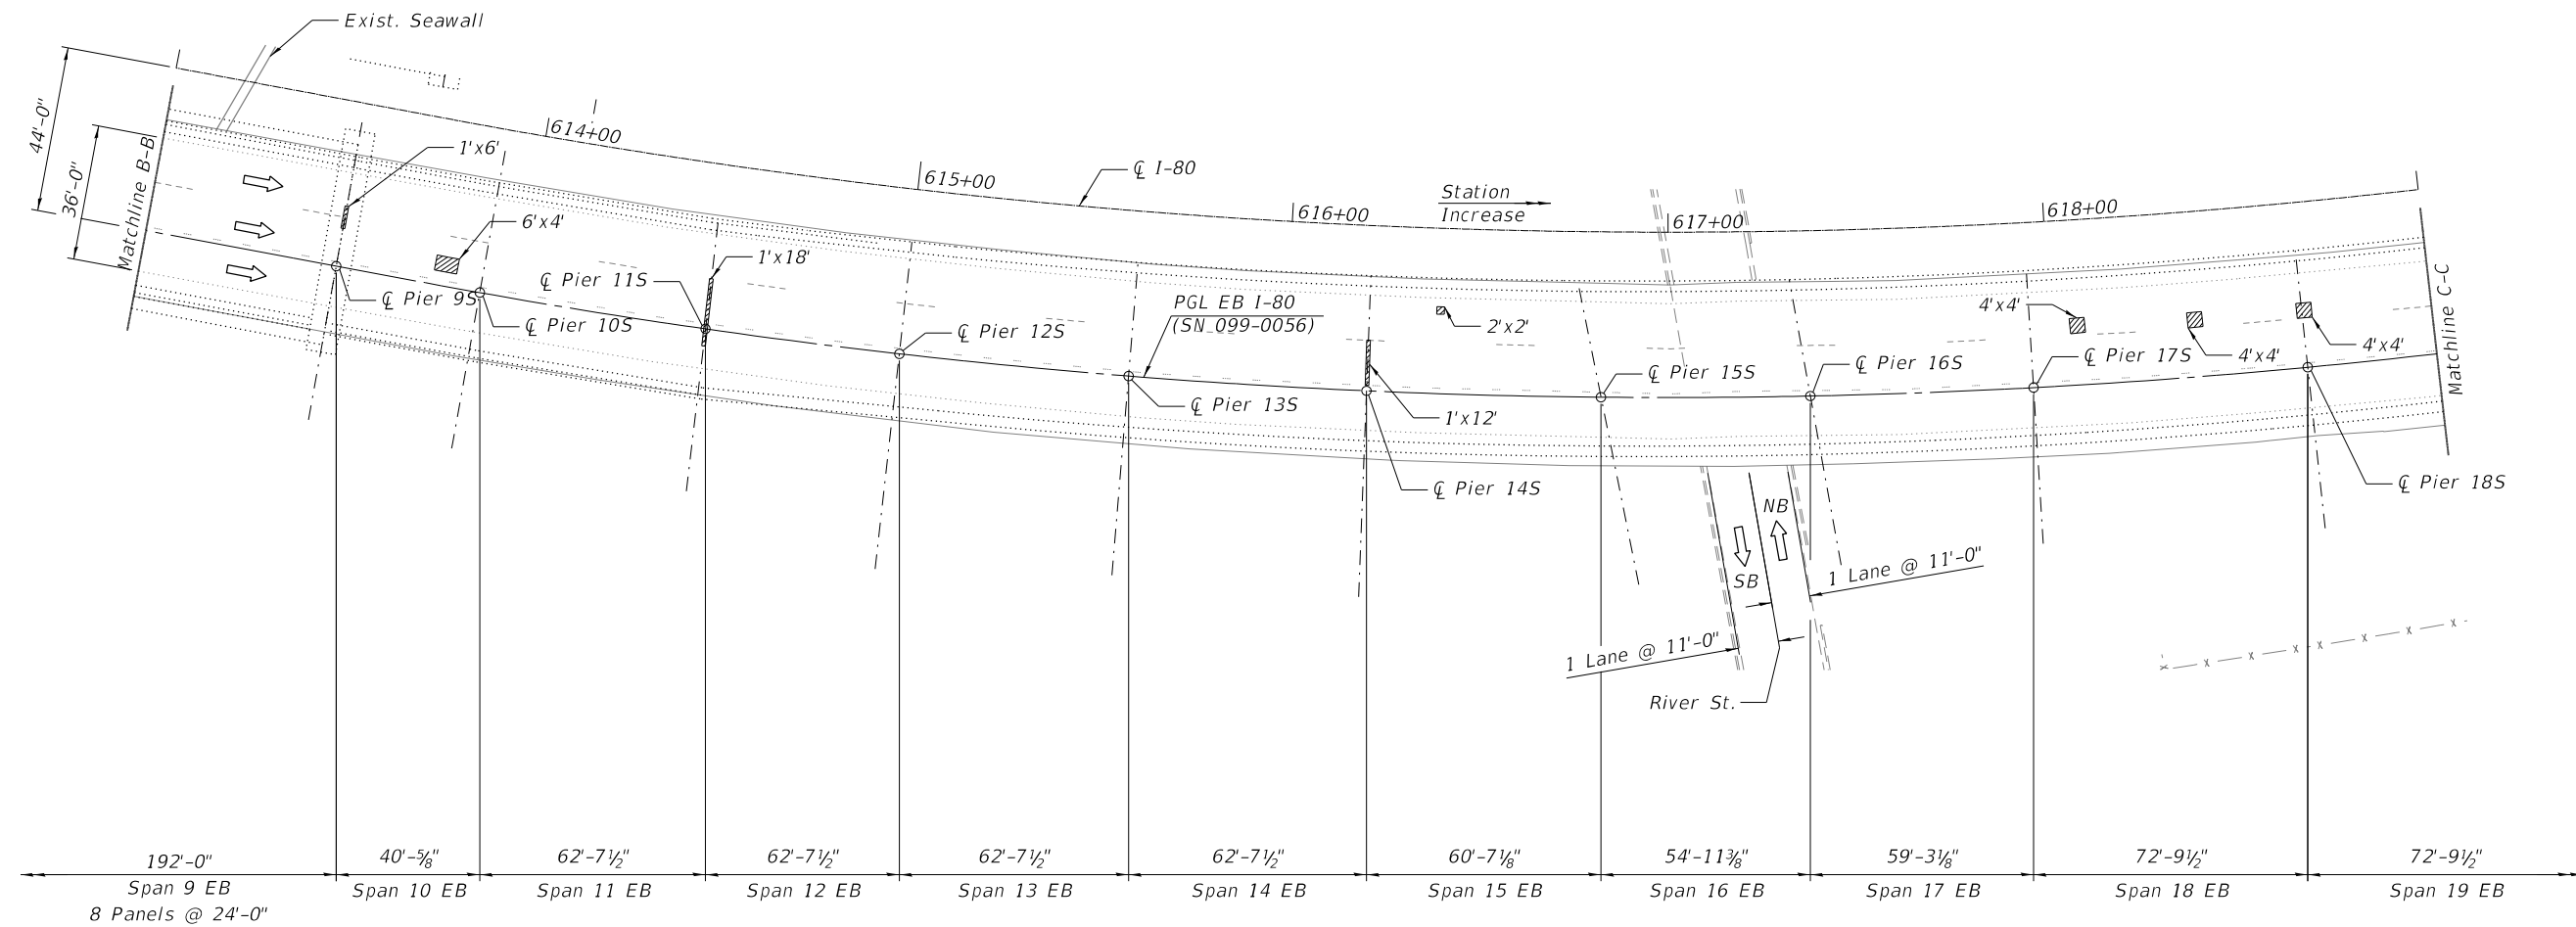 Exist. Seawall
44'-0"
36'-0"
Matchline B-B
1'x6'
6'x4'
614+00
615+00
℄ I-80
Station
Increase
616+00
617+00
618+00
℄ Pier 9S
℄ Pier 10S
℄ Pier 11S
1'x18'
℄ Pier 12S
PGL EB I-80
(SN 099-0056)
℄ Pier 13S
2'x2'
1'x12'
℄ Pier 14S
℄ Pier 15S
℄ Pier 16S
4'x4'
℄ Pier 17S
4'x4'
4'x4'
Matchline C-C
℄ Pier 18S
NB
SB
1 Lane @ 11'-0"
1 Lane @ 11'-0"
River St.
192'-0"
Span 9 EB
8 Panels @ 24'-0"
40'-⅝"
Span 10 EB
62'-7½"
Span 11 EB
62'-7½"
Span 12 EB
62'-7½"
Span 13 EB
62'-7½"
Span 14 EB
60'-7⅛"
Span 15 EB
54'-11⅜"
Span 16 EB
59'-3⅛"
Span 17 EB
72'-9½"
Span 18 EB
72'-9½"
Span 19 EB